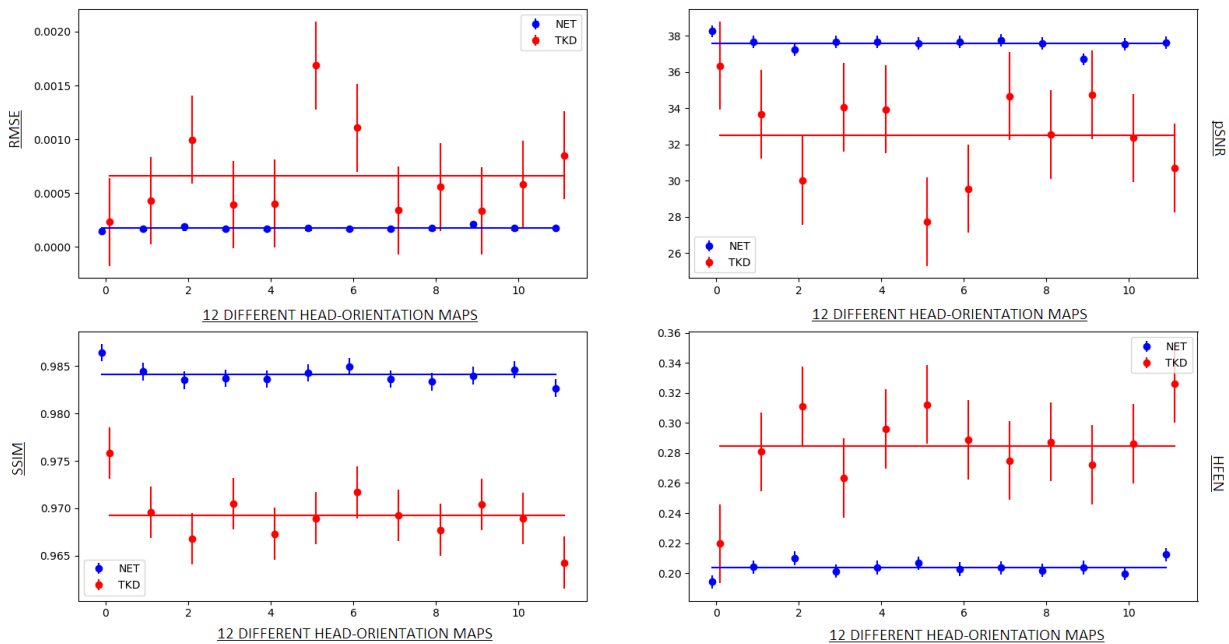 0.0020
0.0015
0.0010
0.0005
0.0000
RMSE
NET
TKD
0 2 4 6 8 10
12 DIFFERENT HEAD-ORIENTATION MAPS
38
36
34
32
30
28
26
pSNR
NET
TKD
0 2 4 6 8 10
12 DIFFERENT HEAD-ORIENTATION MAPS
0.985
0.980
0.975
0.970
0.965
SSIM
NET
TKD
0 2 4 6 8 10
12 DIFFERENT HEAD-ORIENTATION MAPS
0.36
0.34
0.32
0.30
0.28
0.26
0.24
0.22
0.20
HFEN
NET
TKD
0 2 4 6 8 10
12 DIFFERENT HEAD-ORIENTATION MAPS